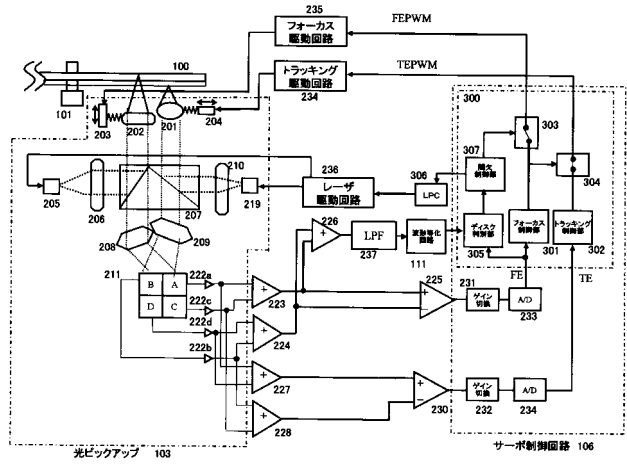 235
フォーカス
駆動回路
FEPWM
100
トラッキング
駆動回路
234
TEPWM
101
203
202
201
204
300
303
304
307
間欠
制御部
306
LPC
236
レーザ
駆動回路
210
205
206
207
219
226
LPF
237
波形等化
回路
111
ディスク
判別部
305
フォーカス
制御部
301
トラッキング
制御部
302
208
209
211
B
A
D
C
222a
222c
222d
222b
+
223
+
224
+
227
+
228
225
+
−
230
+
−
231
ゲイン
切換
FE
A/D
233
TE
ゲイン
切換
232
A/D
234
光ピックアップ 103
サーボ制御回路 106